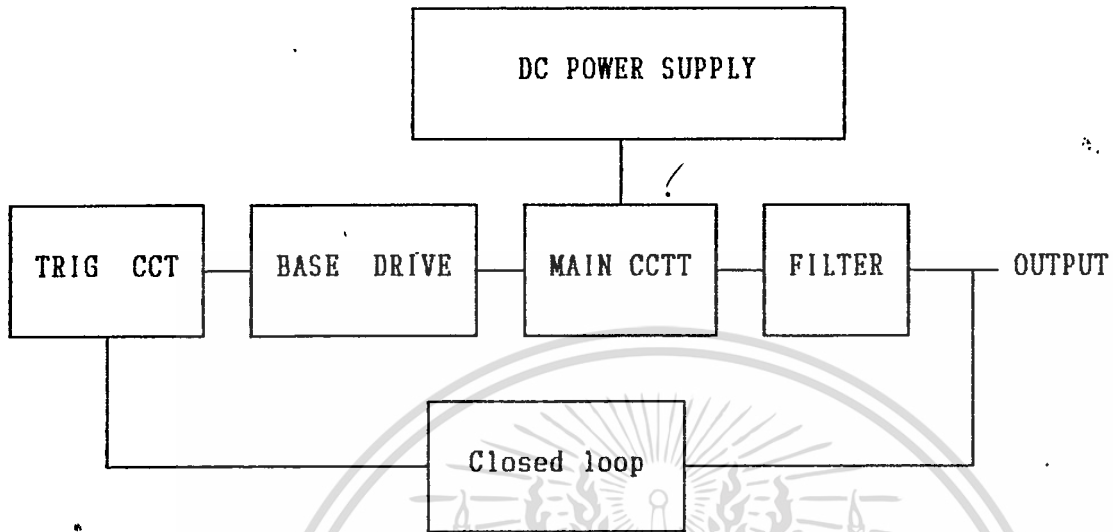 DC POWER SUPPLY
TRIG CCT
BASE DRIVE
MAIN CCTT
FILTER
OUTPUT
Closed loop